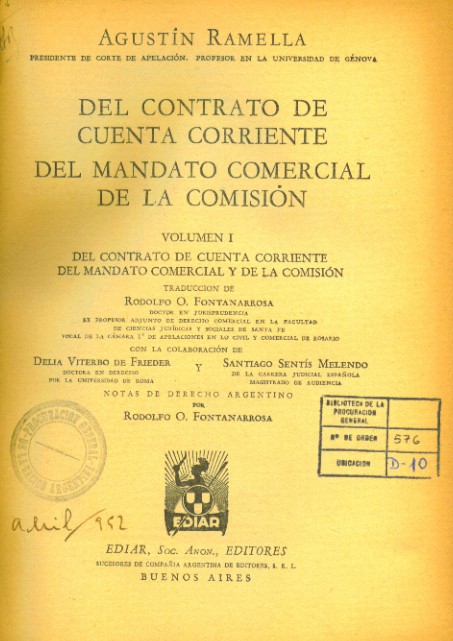 AGUSTÍN RAMELLA
PRESIDENTE DE CORTE DE APELACIÓN. PROFESOR EN LA UNIVERSIDAD DE GÉNOVA
DEL CONTRATO DE
CUENTA CORRIENTE
DEL MANDATO COMERCIAL
DE LA COMISIÓN
VOLUMEN I
DEL CONTRATO DE CUENTA CORRIENTE
DEL MANDATO COMERCIAL Y DE LA COMISIÓN
TRADUCCION DE
RODOLFO O. FONTANARROSA
DOCTOR EN JURISPRUDENCIA
EX PROFESOR ADJUNTO DE DERECHO COMERCIAL EN LA FACULTAD
DE CIENCIAS JURÍDICAS Y SOCIALES DE SANTA FE
VOCAL DE LA CÁMARA 1ª DE APELACIONES EN LO CIVIL Y COMERCIAL DE ROSARIO
CON LA COLABORACIÓN DE
DELIA VITERBO DE FRIEDER
DOCTORA EN DERECHO
POR LA UNIVERSIDAD DE ROMA
Y
SANTIAGO SENTÍS MELENDO
DE LA CARRERA JUDICIAL ESPAÑOLA
MAGISTRADO DE AUDIENCIA
NOTAS DE DERECHO ARGENTINO
POR
RODOLFO O. FONTANARROSA
BIBLIOTECA DE LA
PROCURACION
GENERAL
Nº DE ORDEN 576
UBICACION D-10
abril/952
EDIAR
EDIAR, SOC. ANON., EDITORES
SUCESORES DE COMPAÑIA ARGENTINA DE EDITORES, S. R. L.
BUENOS AIRES